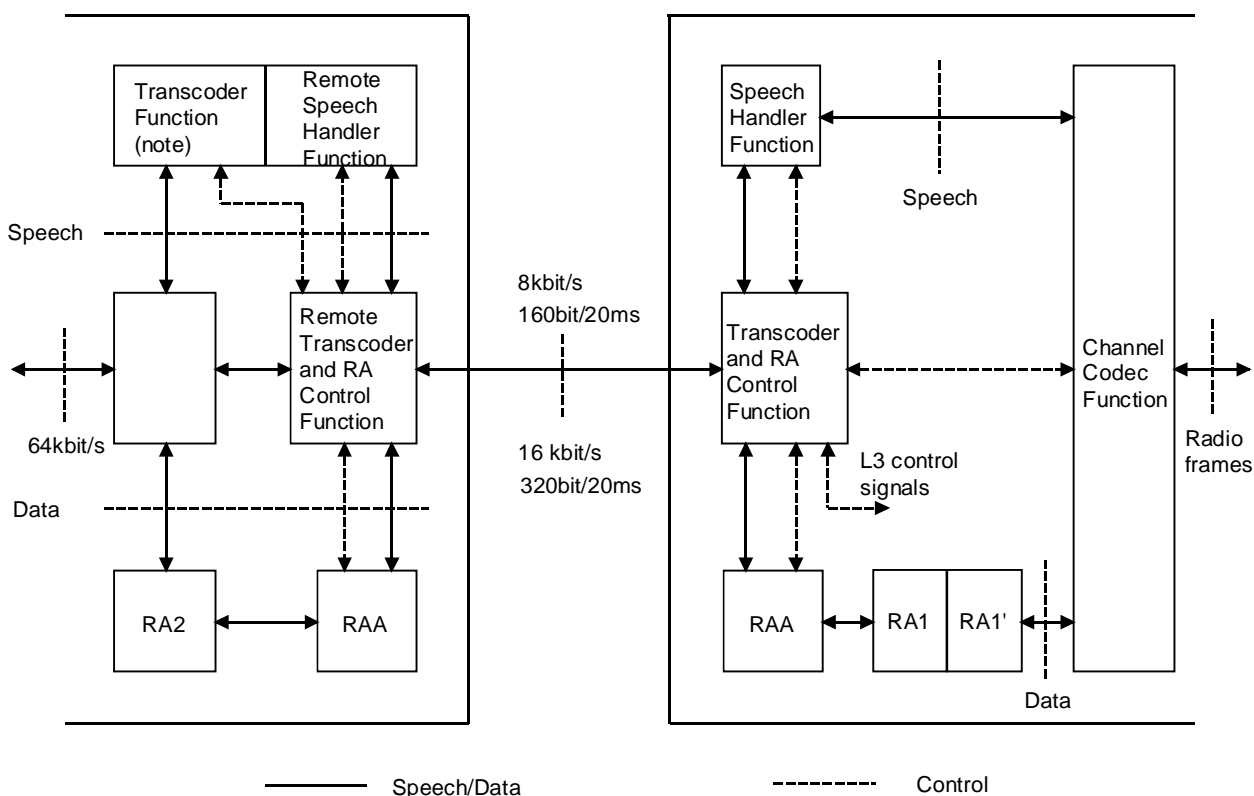 Transcoder
Function
(note)
Remote
Speech
Handler
Function
Speech
Handler
Function
Speech
Speech
8kbit/s
160bit/20ms
Remote
Transcoder
and RA
Control
Function
Transcoder
and RA
Control
Function
Channel
Codec
Function
64kbit/s
16 kbit/s
320bit/20ms
L3 control
signals
Radio
frames
Data
RA2
RAA
RAA
RA1
RA1'
Data
Speech/Data
Control